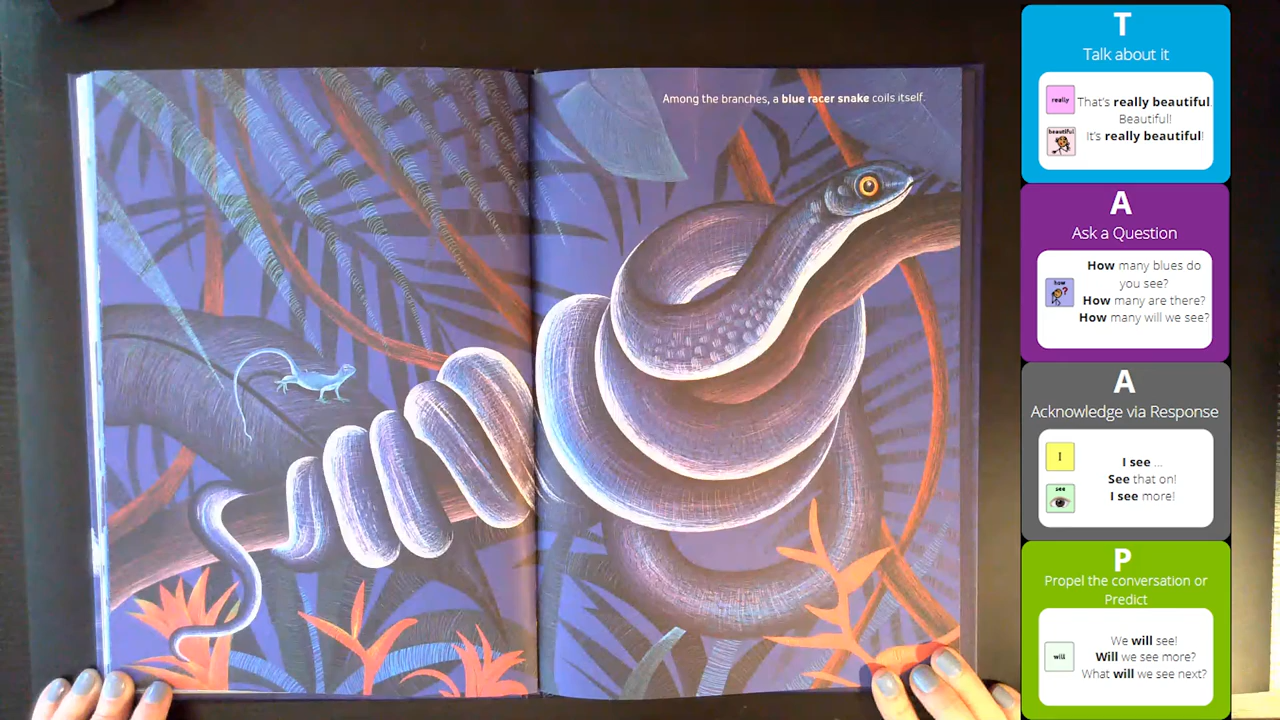 Among the branches, a blue racer snake coils itself.
T
Talk about it
really
beautiful
That's really beautiful.
Beautiful!
It's really beautiful!
A
Ask a Question
how
How many blues do
you see?
How many are there?
How many will we see?
A
Acknowledge via Response
I
see
I see ...
See that on!
I see more!
P
Propel the conversation or
Predict
will
We will see!
Will we see more?
What will we see next?